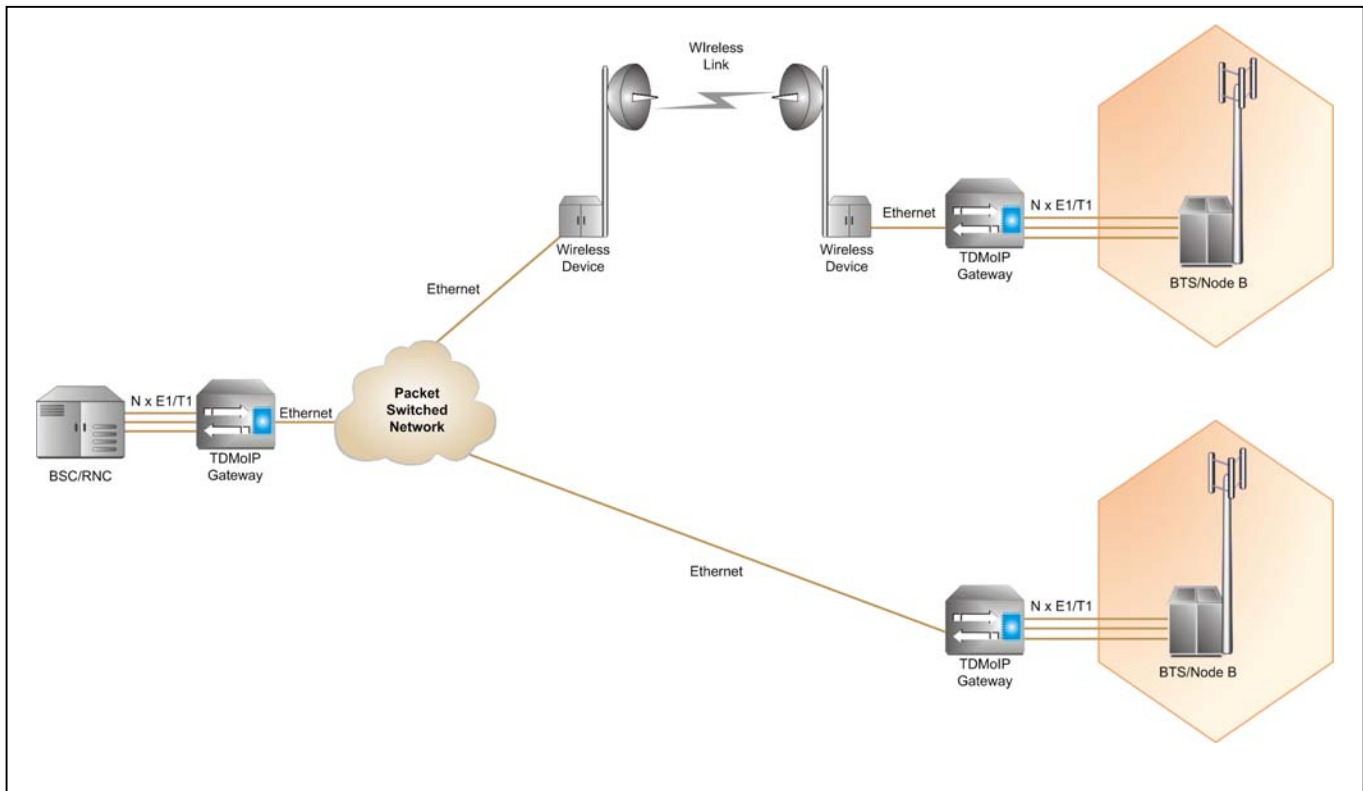 WIreless
Link
Ethernet
N x E1/T1
Wireless
Device
Wireless
Device
TDMoIP
Gateway
BTS/Node B
Ethernet
Packet
Switched
Network
N x E1/T1
Ethernet
BSC/RNC
TDMoIP
Gateway
Ethernet
N x E1/T1
TDMoIP
Gateway
BTS/Node B